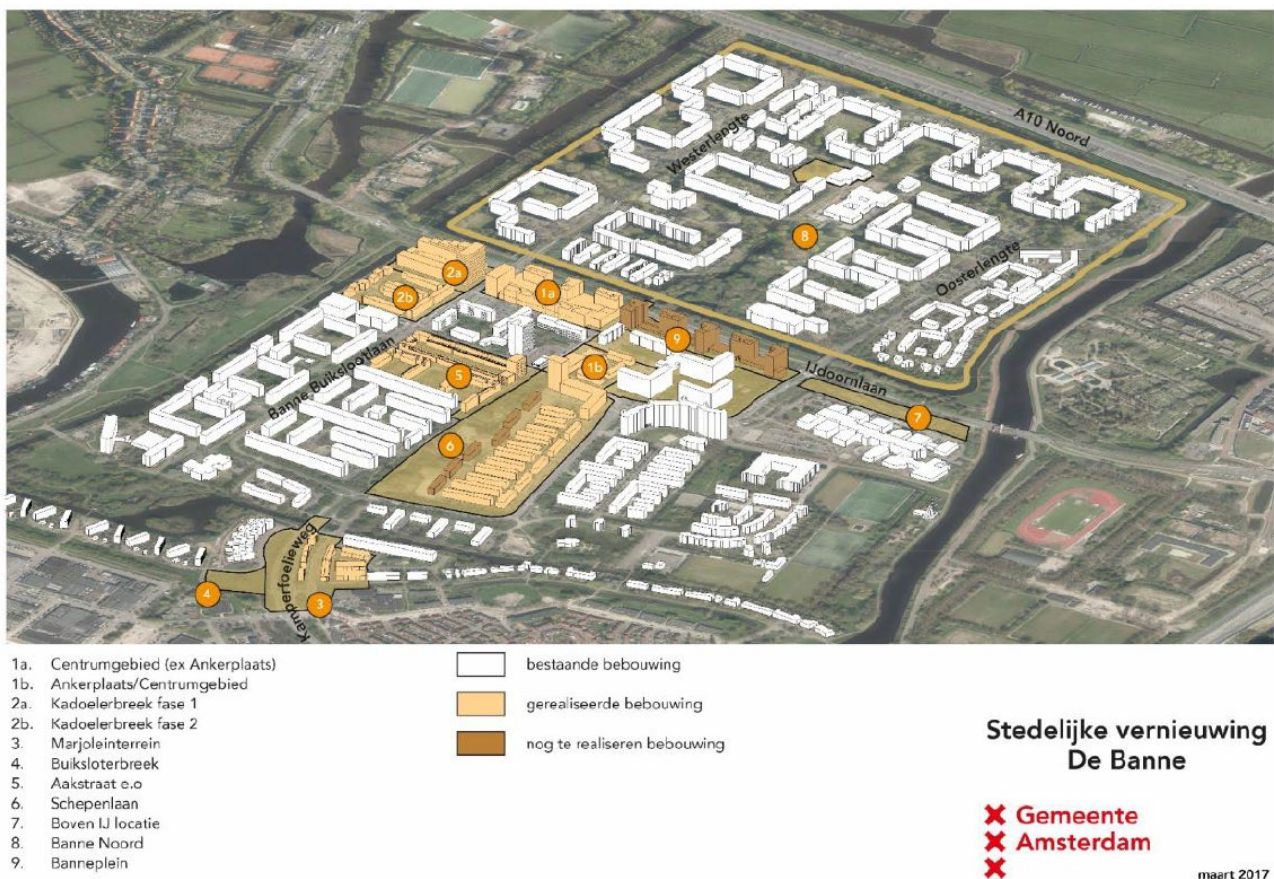 A10 Noord
Westerlengte
8
Oosterlengte
2a
2b
1a
9
1b
IJdoornlaan
Banne Buikslootlaan
5
7
6
Kamperfoelieweg
4
3
1a. Centrumgebied (ex Ankerplaats)
1b. Ankerplaats/Centrumgebied
2a. Kadoelerbreek fase 1
2b. Kadoelerbreek fase 2
3. Marjoleinterrein
4. Buiksloterbreek
5. Aakstraat e.o
6. Schepenlaan
7. Boven IJ locatie
8. Banne Noord
9. Banneplein
bestaande bebouwing
gerealiseerde bebouwing
nog te realiseren bebouwing
Stedelijke vernieuwing
De Banne
Gemeente
Amsterdam
maart 2017